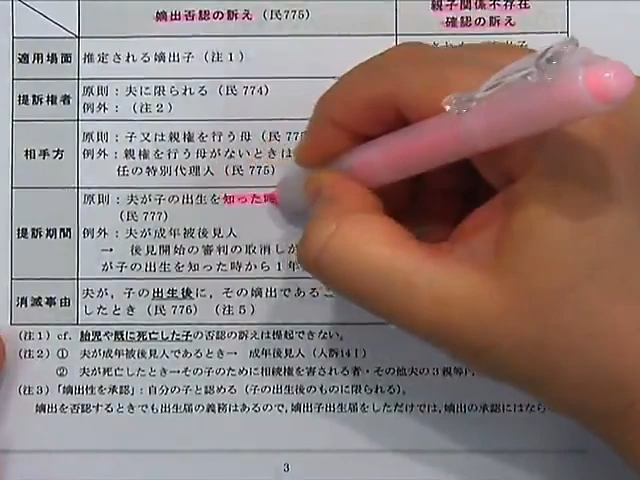 嫡出否認の訴え（民775）
親子関係不存在
確認の訴え
適用場面
推定される嫡出子（注1）
提訴権者
原則：夫に限られる（民774）
例外：（注2）
相手方
原則：子又は親権を行う母（民775
例外：親権を行う母がないときは
任の特別代理人（民775）
提訴期間
原則：夫が子の出生を知った時
（民777）
例外：夫が成年被後見人
→ 後見開始の審判の取消しか
が子の出生を知った時から1年
消滅事由
夫が，子の出生後に，その嫡出であるこ
したとき（民776）（注5）
（注1）cf. 胎児や既に死亡した子の否認の訴えは提起できない。
（注2）① 夫が成年被後見人であるとき→ 成年後見人（人訴14Ⅰ）
② 夫が死亡したとき→その子のために相続権を害される者・その他夫の3親等
（注3）「嫡出性を承認」：自分の子と認める（子の出生後のものに限られる）。
嫡出を否認するときでも出生届の義務はあるので，嫡出子出生届をしただけでは，嫡出の承認にはなら
3